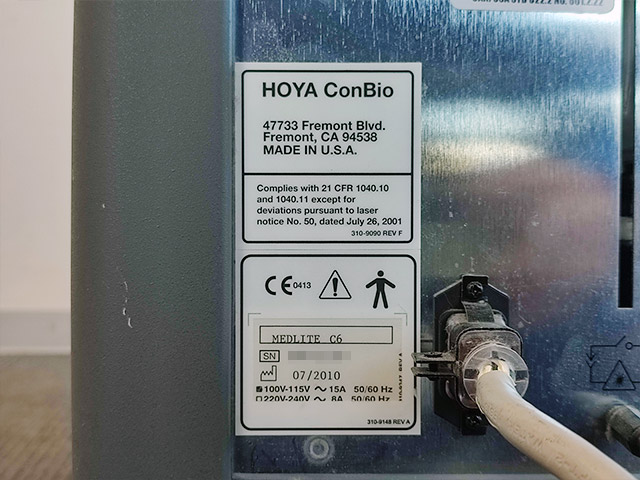 HOYA ConBio
47733 Fremont Blvd.
Fremont, CA 94538
MADE IN U.S.A.
Complies with 21 CFR 1040.10
and 1040.11 except for
deviations pursuant to laser
notice No. 50, dated July 26, 2001
310-9090 REV F
CE 0413
MEDLITE C6
SN
07/2010
100V-115V ~ 15A 50/60 Hz
220V-240V ~ 8A 50/60 Hz
310-9148 REV A